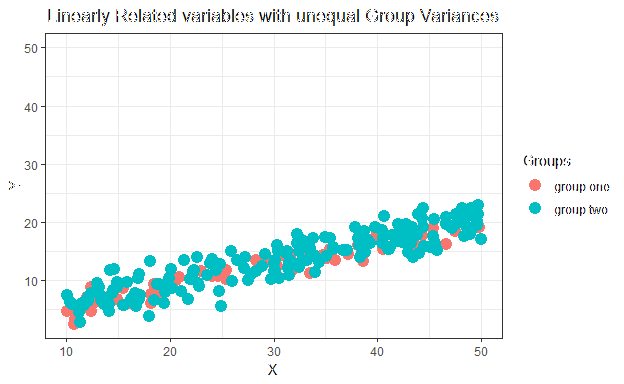 Linearly Related variables with unequal Group Variances
50
40
30
20
10
Y
10 20 30 40 50
X
Groups
group one
group two